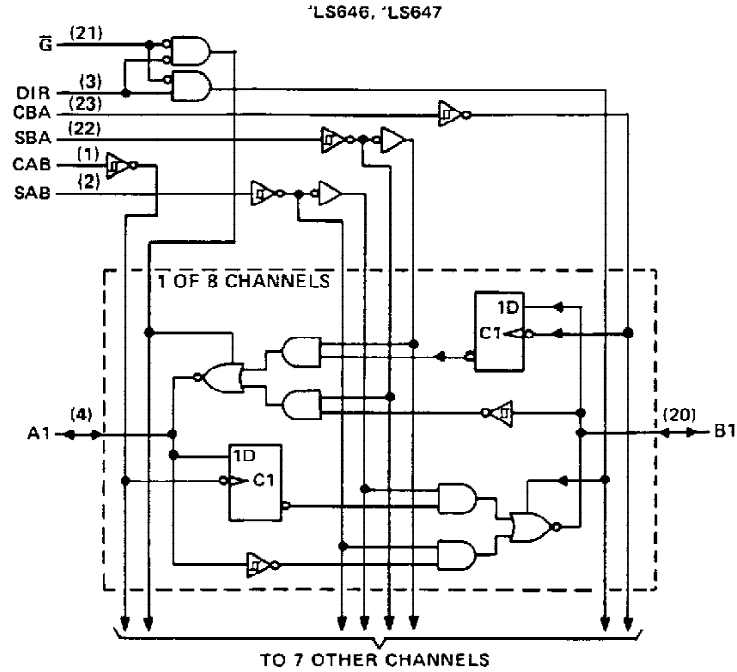 'LS646, 'LS647
G̅ (21)
DIR (3)
CBA (23)
SBA (22)
CAB (1)
SAB (2)
1 OF 8 CHANNELS
1D
C1
A1 (4)
(20) B1
1D
C1
TO 7 OTHER CHANNELS